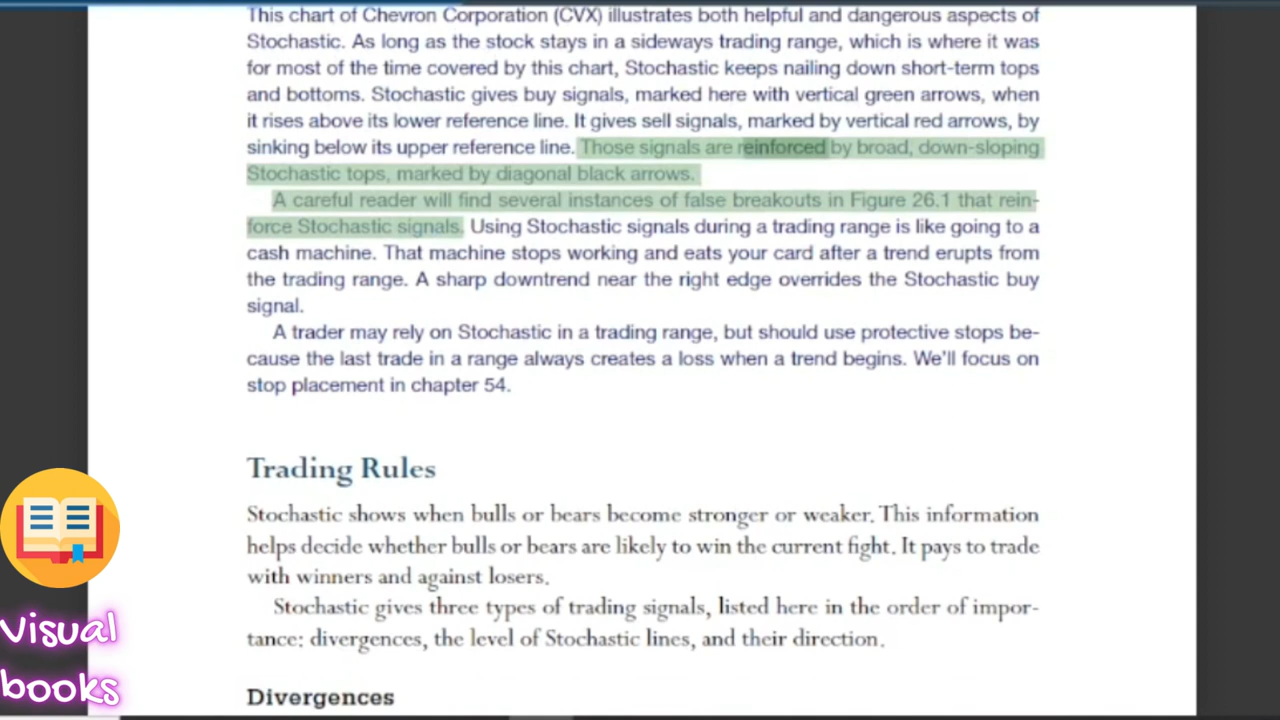 This chart of Chevron Corporation (CVX) illustrates both helpful and dangerous aspects of
Stochastic. As long as the stock stays in a sideways trading range, which is where it was
for most of the time covered by this chart, Stochastic keeps nailing down short-term tops
and bottoms. Stochastic gives buy signals, marked here with vertical green arrows, when
it rises above its lower reference line. It gives sell signals, marked by vertical red arrows, by
sinking below its upper reference line. Those signals are reinforced by broad, down-sloping
Stochastic tops, marked by diagonal black arrows.
A careful reader will find several instances of false breakouts in Figure 26.1 that rein-
force Stochastic signals. Using Stochastic signals during a trading range is like going to a
cash machine. That machine stops working and eats your card after a trend erupts from
the trading range. A sharp downtrend near the right edge overrides the Stochastic buy
signal.
A trader may rely on Stochastic in a trading range, but should use protective stops be-
cause the last trade in a range always creates a loss when a trend begins. We'll focus on
stop placement in chapter 54.
Trading Rules
Stochastic shows when bulls or bears become stronger or weaker. This information
helps decide whether bulls or bears are likely to win the current fight. It pays to trade
with winners and against losers.
Stochastic gives three types of trading signals, listed here in the order of impor-
tance: divergences, the level of Stochastic lines, and their direction.
Divergences
Visual
books